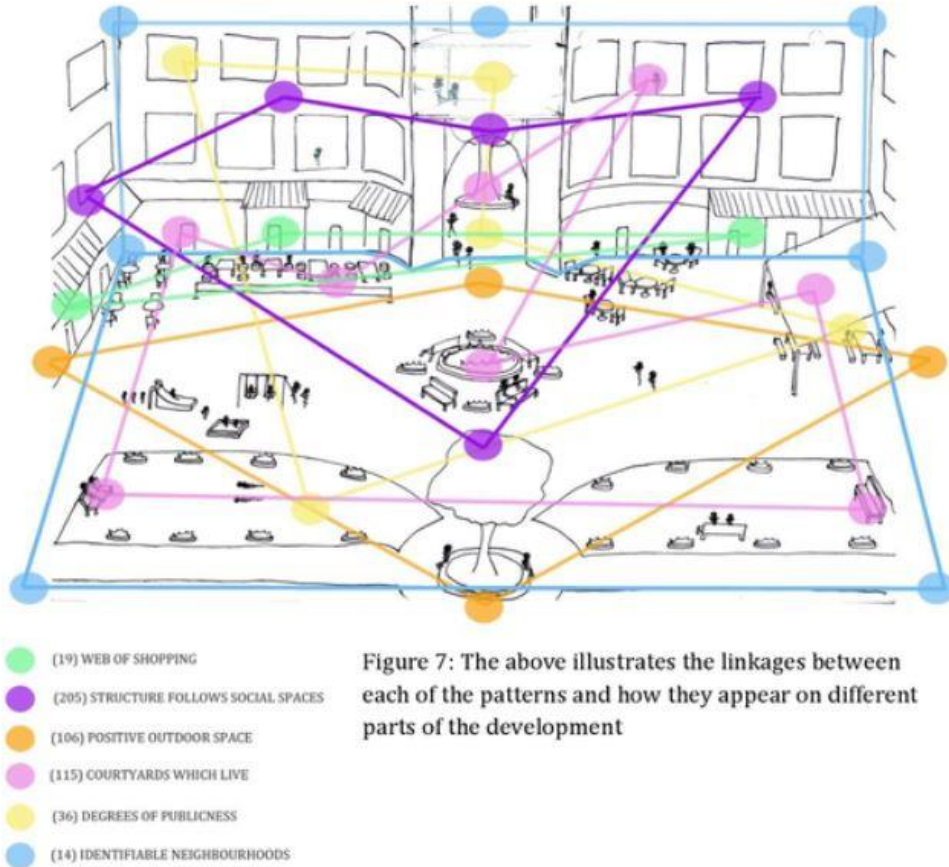 (19) WEB OF SHOPPING
(205) STRUCTURE FOLLOWS SOCIAL SPACES
(106) POSITIVE OUTDOOR SPACE
(115) COURTYARDS WHICH LIVE
(36) DEGREES OF PUBLICNESS
(14) IDENTIFIABLE NEIGHBOURHOODS
Figure 7: The above illustrates the linkages between
each of the patterns and how they appear on different
parts of the development